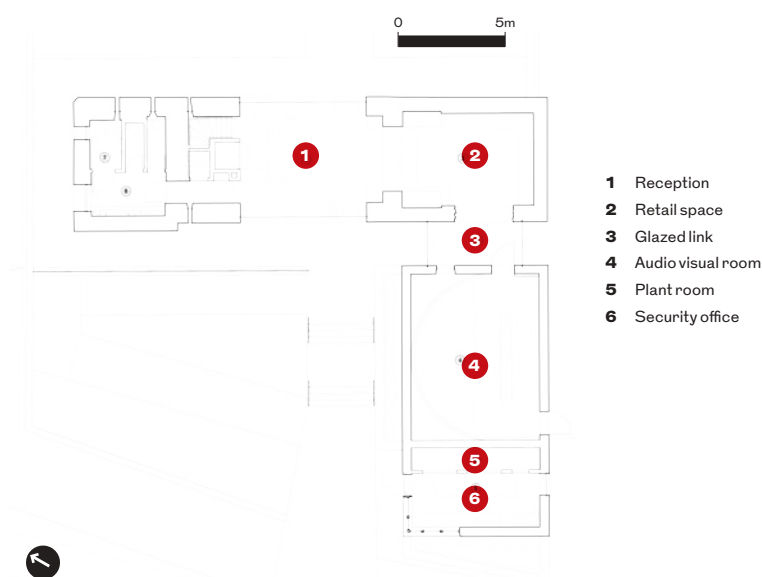 0 5m
1
2
3
4
5
6
1 Reception
2 Retail space
3 Glazed link
4 Audio visual room
5 Plant room
6 Security office